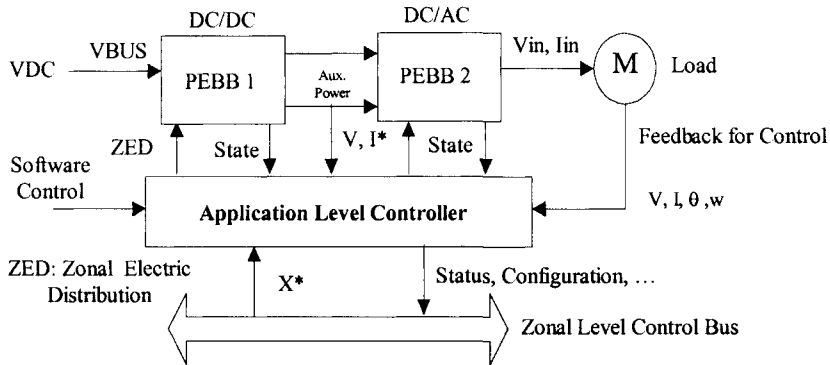 DC/DC
DC/AC
VDC
VBUS
PEBB 1
Aux.
Power
PEBB 2
Vin, Iin
M
Load
ZED
State
V, I*
State
Feedback for Control
Software
Control
Application Level Controller
V, I, θ ,w
ZED: Zonal Electric
Distribution
X*
Status, Configuration, …
Zonal Level Control Bus